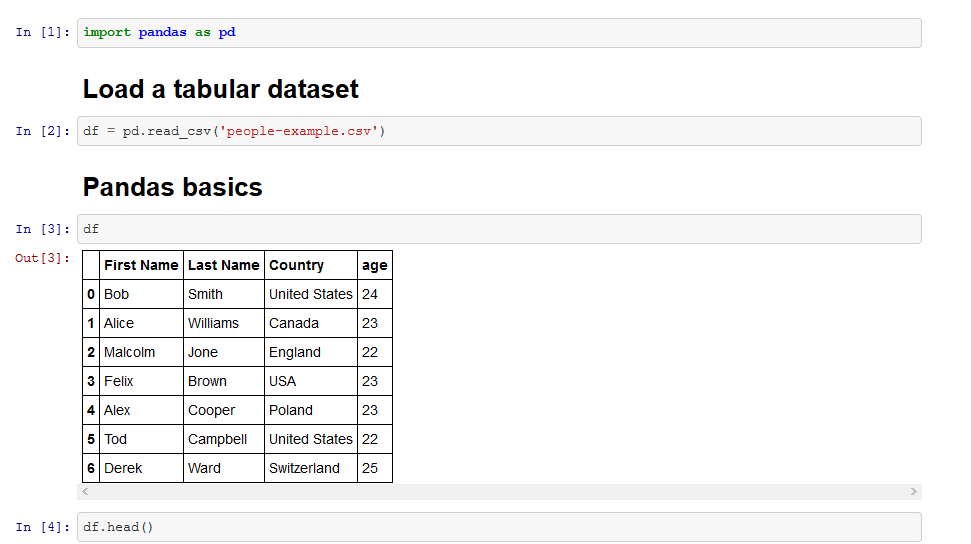 In [1]: import pandas as pd
Load a tabular dataset
In [2]: df = pd.read_csv('people-example.csv')
Pandas basics
In [3]: df
Out[3]:
First Name Last Name Country age
0 Bob Smith United States 24
1 Alice Williams Canada 23
2 Malcolm Jone England 22
3 Felix Brown USA 23
4 Alex Cooper Poland 23
5 Tod Campbell United States 22
6 Derek Ward Switzerland 25
In [4]: df.head()